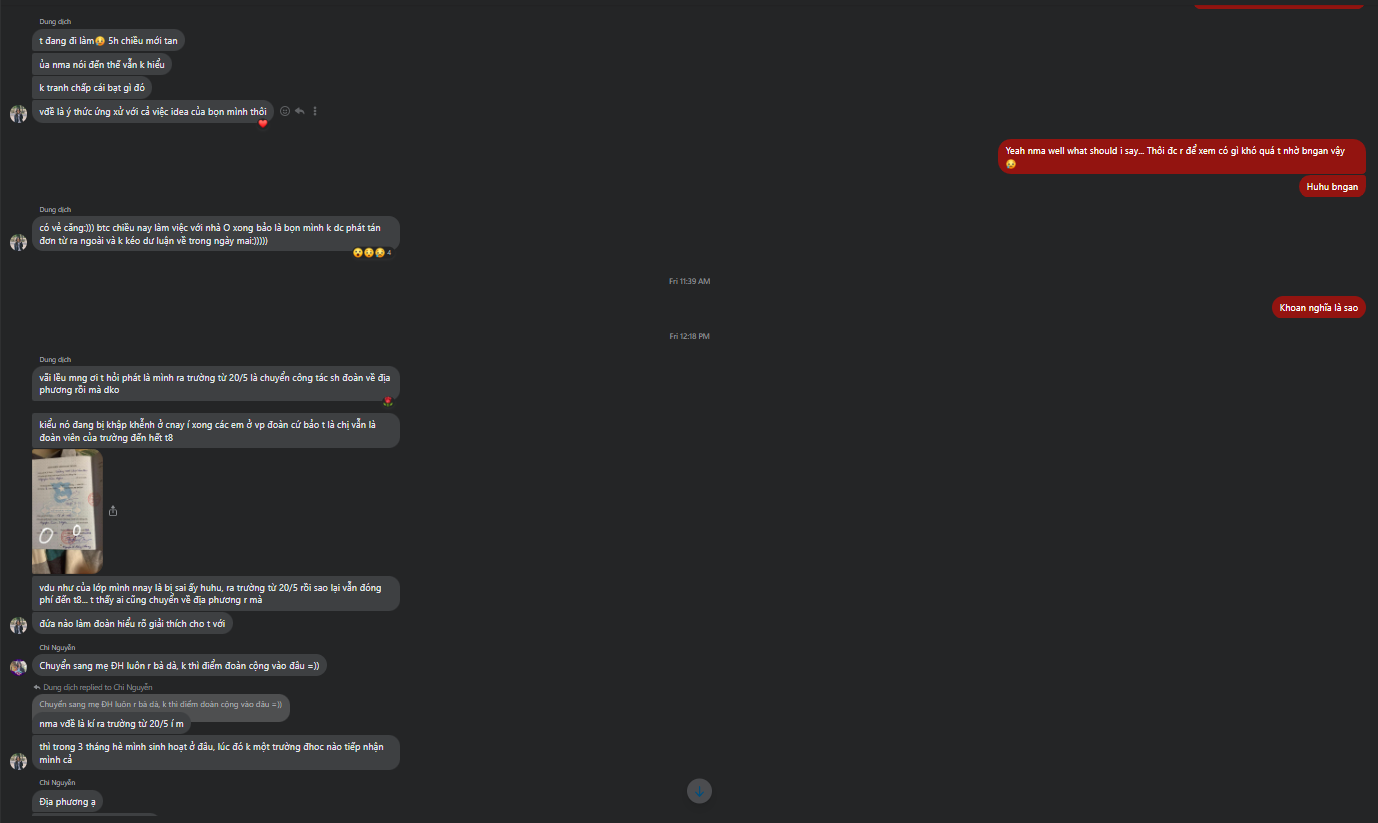 Dung dịch
t đang đi làm😳 5h chiều mới tan
ủa nma nói đến thế vẫn k hiểu
k tranh chấp cái bạt gì đó
vđề là ý thức ứng xử với cả việc idea của bọn mình thôi
Yeah nma well what should i say... Thôi đc r để xem có gì khó quá t nhờ bngan vậy
😢
Huhu bngan
Dung dịch
có vẻ căng:))) btc chiều nay làm việc với nhà O xong bảo là bọn mình k dc phát tán
đơn từ ra ngoài và k kéo dư luận về trong ngày mai:)))))
4
Fri 11:39 AM
Khoan nghĩa là sao
Fri 12:18 PM
Dung dịch
vãi lều mng ơi t hỏi phát là mình ra trường từ 20/5 là chuyển công tác sh đoàn về địa
phương rồi mà dko
kiểu nó đang bị khập khễnh ở cnay í xong các em ở vp đoàn cứ bảo t là chị vẫn là
đoàn viên của trường đến hết t8
vdu như của lớp mình nnay là bị sai ấy huhu, ra trường từ 20/5 rồi sao lại vẫn đóng
phí đến t8... t thấy ai cũng chuyển về địa phương r mà
đứa nào làm đoàn hiểu rõ giải thích cho t với
Chi Nguyễn
Chuyển sang mẹ ĐH luôn r bà dà, k thì điểm đoàn cộng vào đâu =))
Dung dịch replied to Chi Nguyễn
Chuyển sang mẹ ĐH luôn r bà dà, k thì điểm đoàn cộng vào đâu =))
nma vđề là kí ra trường từ 20/5 í m
thì trong 3 tháng hè mình sinh hoạt ở đâu, lúc đó k một trường đhoc nào tiếp nhận
mình cả
Chi Nguyễn
Địa phương ạ